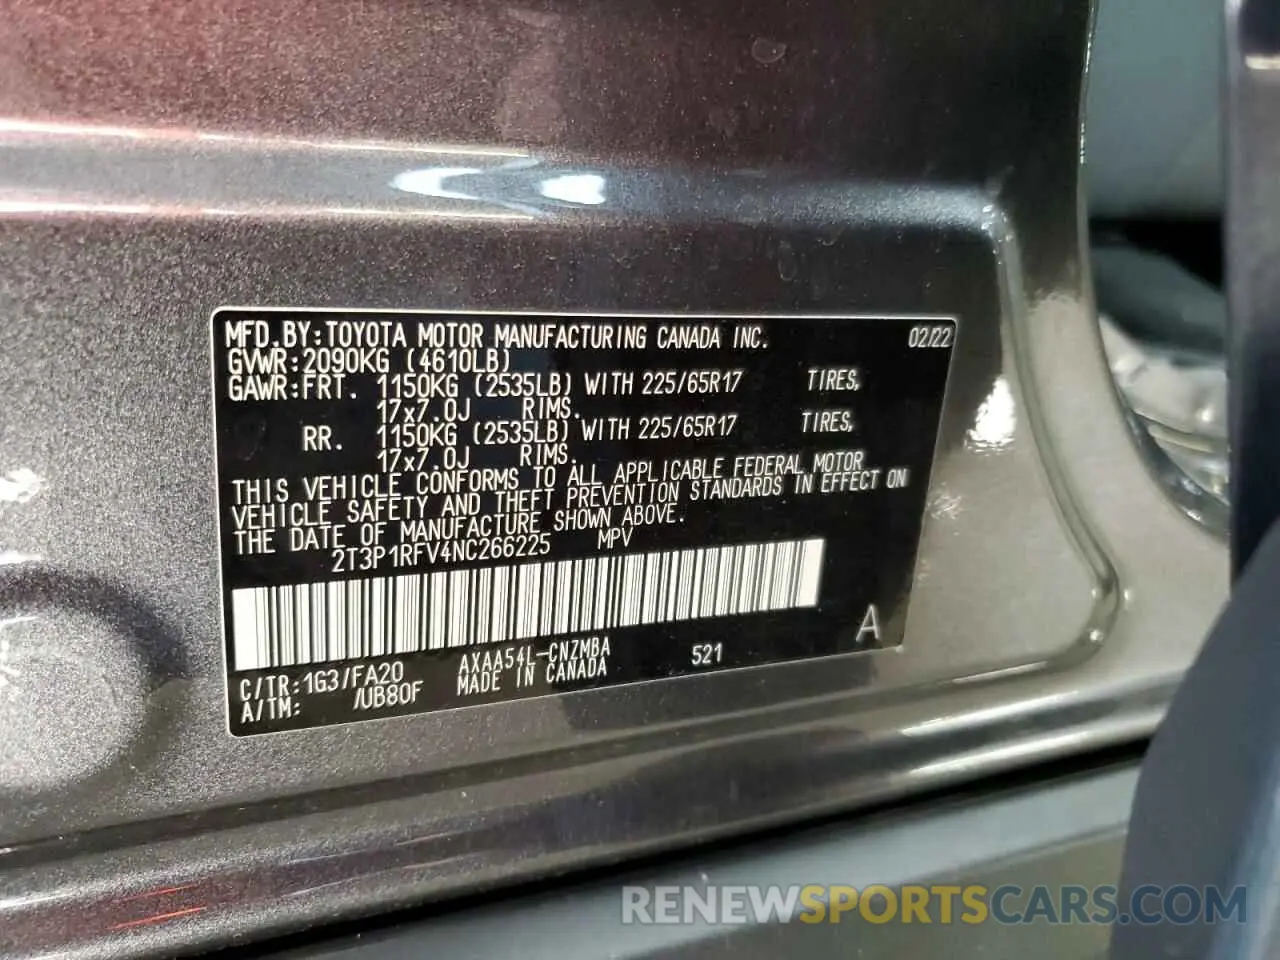 MFD.BY:TOYOTA MOTOR MANUFACTURING CANADA INC. 02/22
GVWR:2090KG (4610LB)
GAWR:FRT. 1150KG (2535LB) WITH 225/65R17 TIRES,
17x7.0J RIMS.
RR. 1150KG (2535LB) WITH 225/65R17 TIRES,
17x7.0J RIMS.
THIS VEHICLE CONFORMS TO ALL APPLICABLE FEDERAL MOTOR
VEHICLE SAFETY AND THEFT PREVENTION STANDARDS IN EFFECT ON
THE DATE OF MANUFACTURE SHOWN ABOVE.
2T3P1RFV4NC266225 MPV
A
C/TR:1G3/FA20 AXAA54L-CNZMBA 521
A/TM: /UB80F MADE IN CANADA
RENEWSPORTSCARS.COM